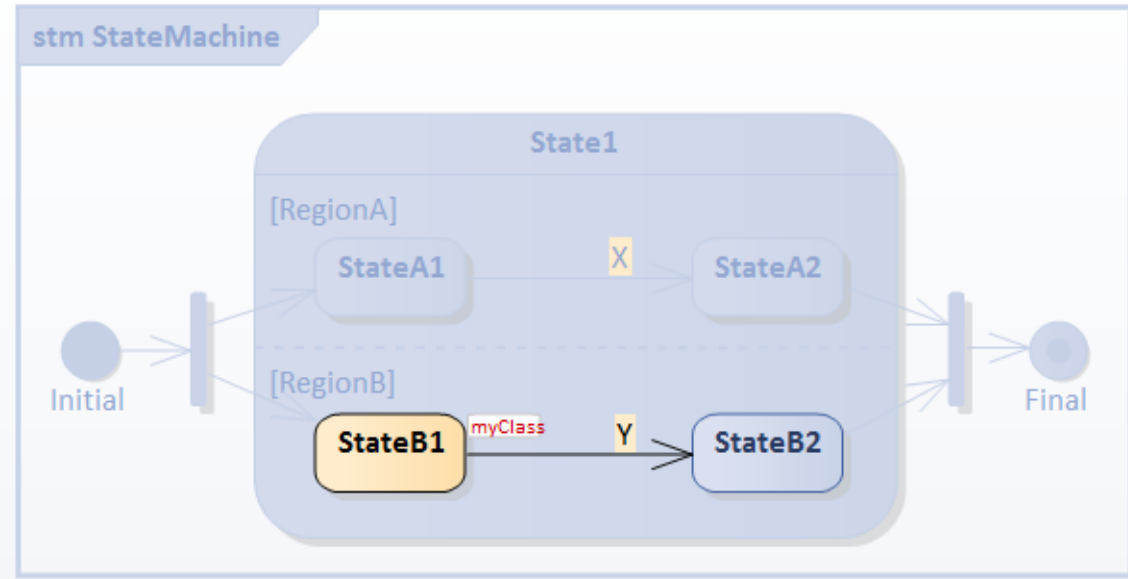 stm StateMachine
State1
[RegionA]
StateA1
X
StateA2
Initial
[RegionB]
Final
StateB1
myClass
Y
StateB2